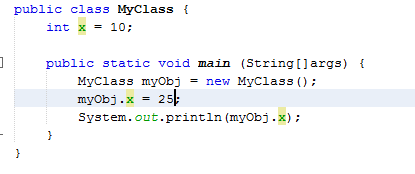 public class MyClass {
int x = 10;
public static void main (String[]args) {
MyClass myObj = new MyClass();
myObj.x = 25;
System.out.println(myObj.x);
}
}